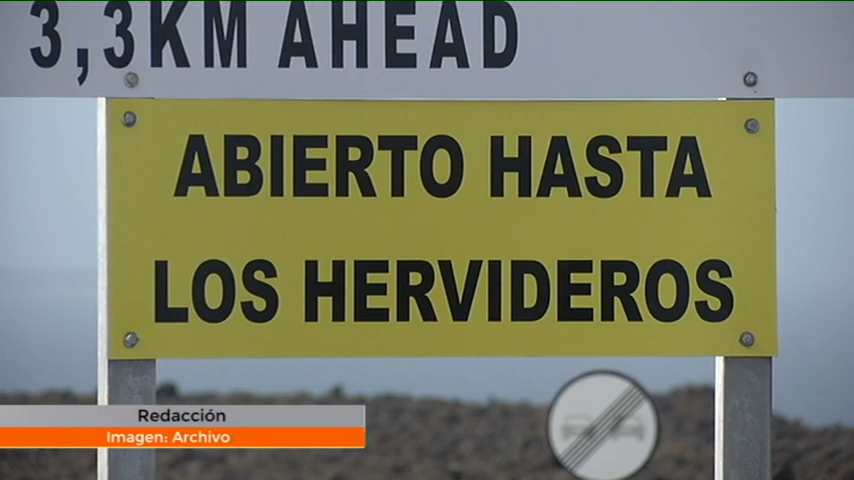 3,3KM AHEAD
ABIERTO HASTA
LOS HERVIDEROS
Redacción
Imagen: Archivo